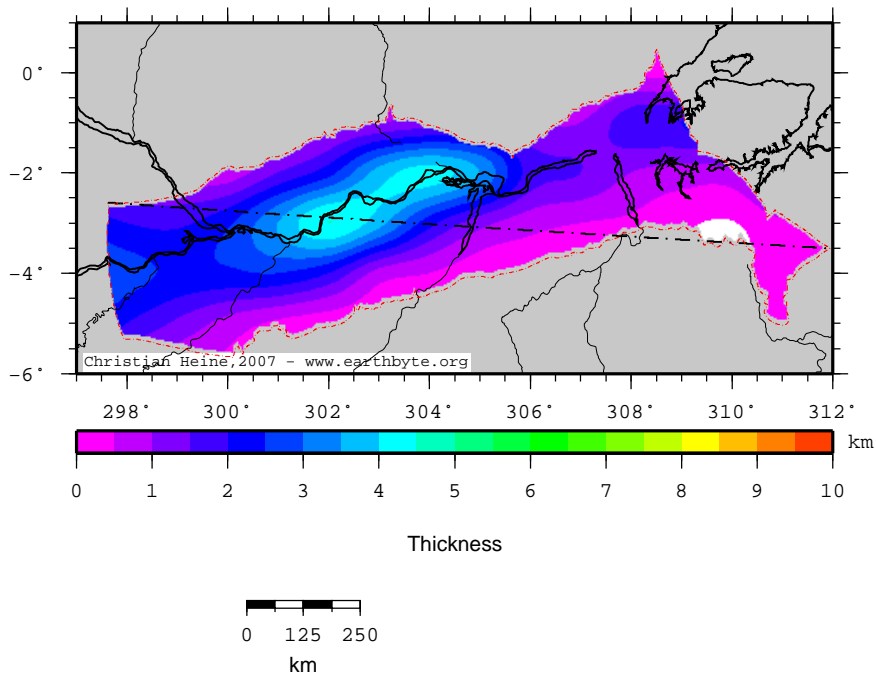 0°
−2°
−4°
−6°
Christian Heine,2007 − www.earthbyte.org
298° 300° 302° 304° 306° 308° 310° 312°
km
0 1 2 3 4 5 6 7 8 9 10
Thickness
0 125 250
km